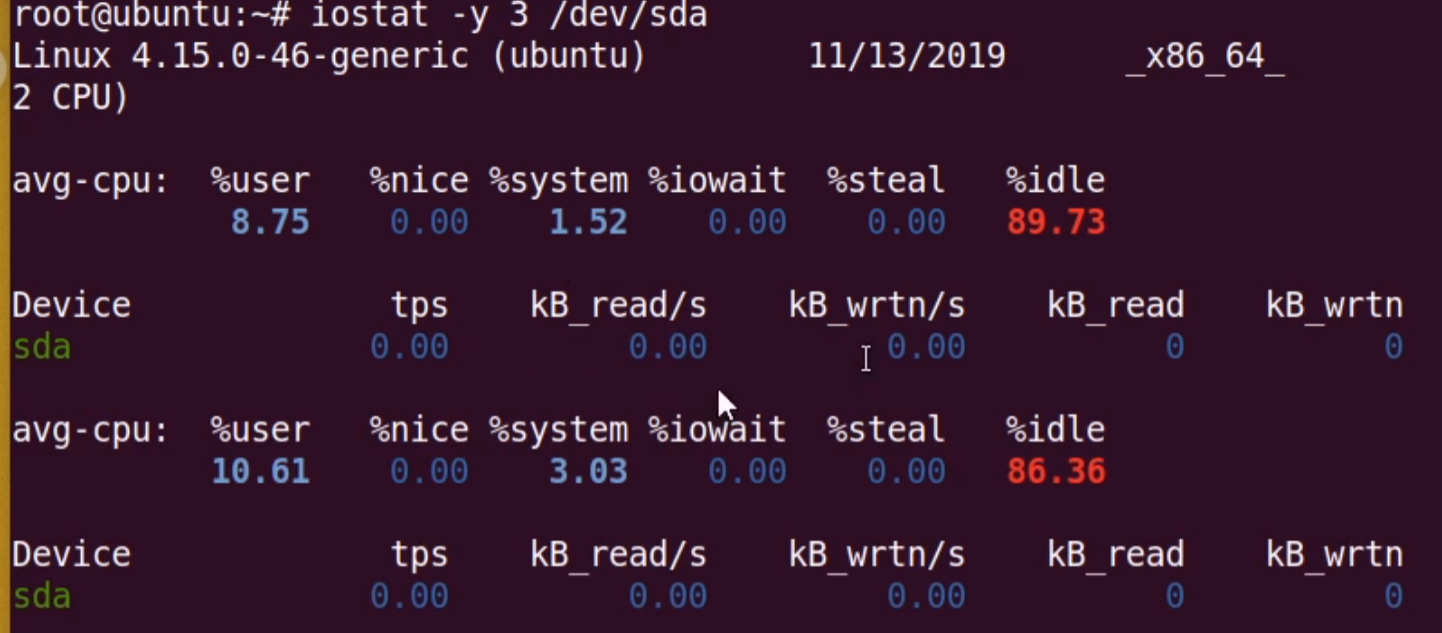 root@ubuntu:~# iostat -y 3 /dev/sda
Linux 4.15.0-46-generic (ubuntu) 11/13/2019 _x86_64_
2 CPU)
avg-cpu: %user %nice %system %iowait %steal %idle
8.75 0.00 1.52 0.00 0.00 89.73
Device tps kB_read/s kB_wrtn/s kB_read kB_wrtn
sda 0.00 0.00 0.00 0 0
avg-cpu: %user %nice %system %iowait %steal %idle
10.61 0.00 3.03 0.00 0.00 86.36
Device tps kB_read/s kB_wrtn/s kB_read kB_wrtn
sda 0.00 0.00 0.00 0 0